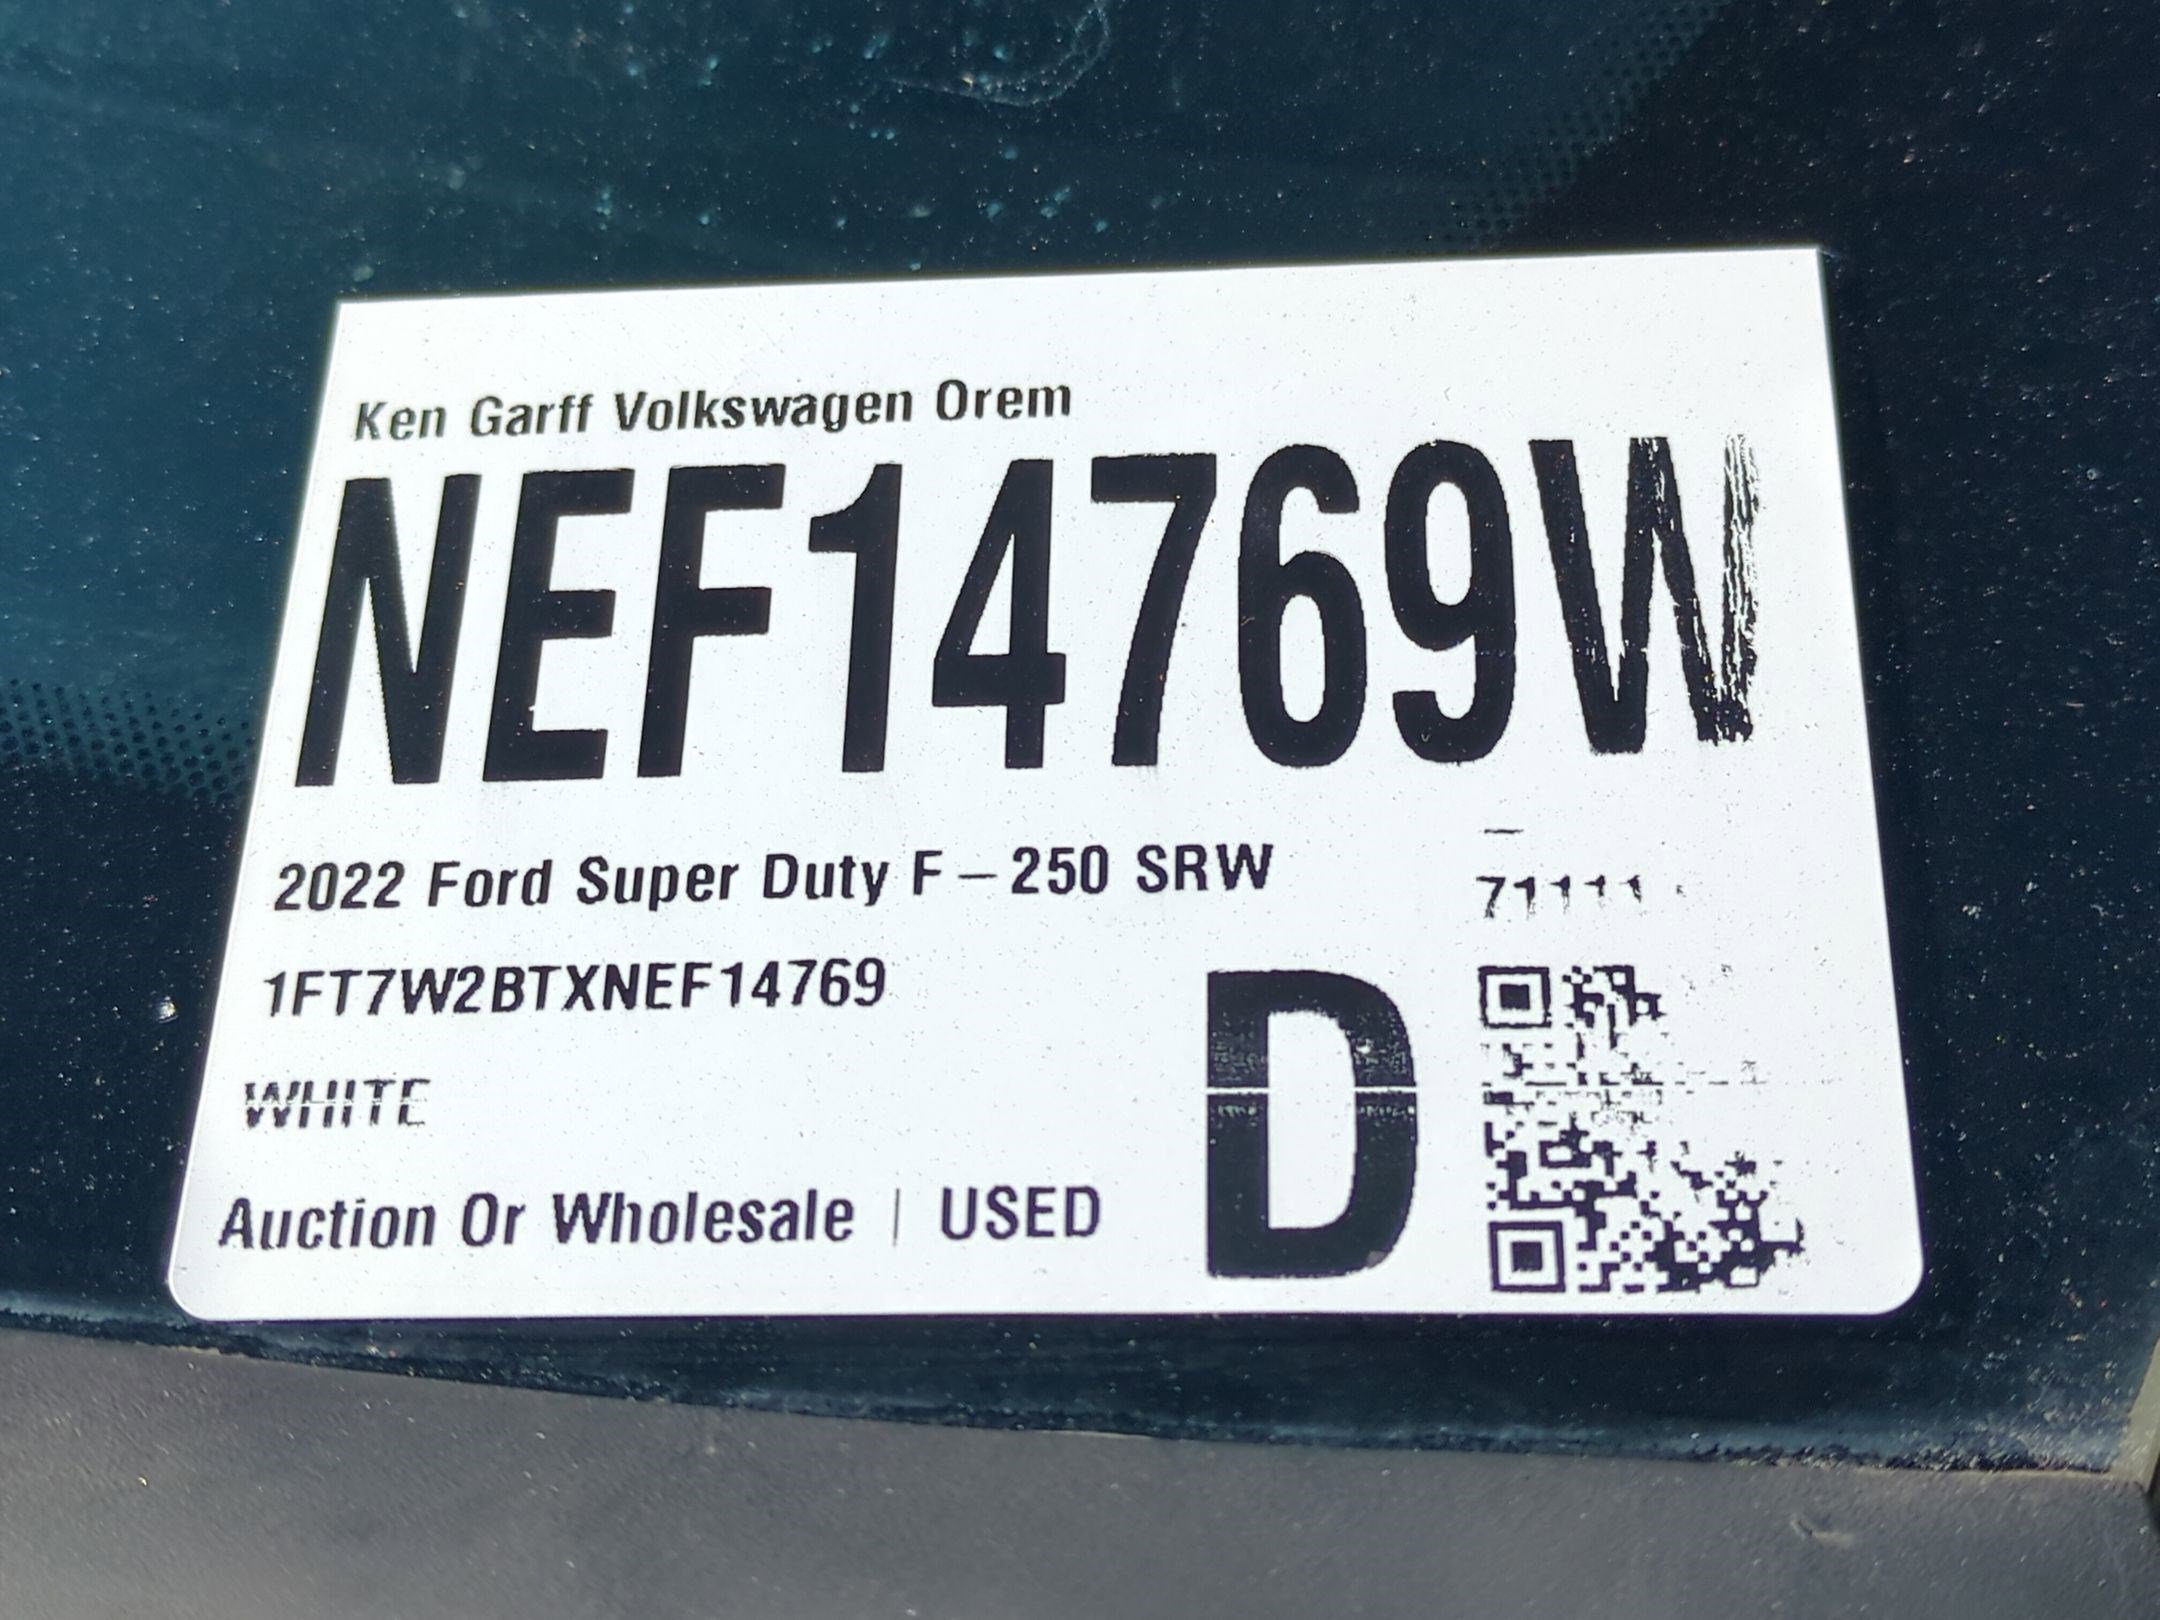 Ken Garff Volkswagen Orem
NEF14769W
2022 Ford Super Duty F-250 SRW
1FT7W2BTXNEF14769
WHITE
D
Auction Or Wholesale | USED